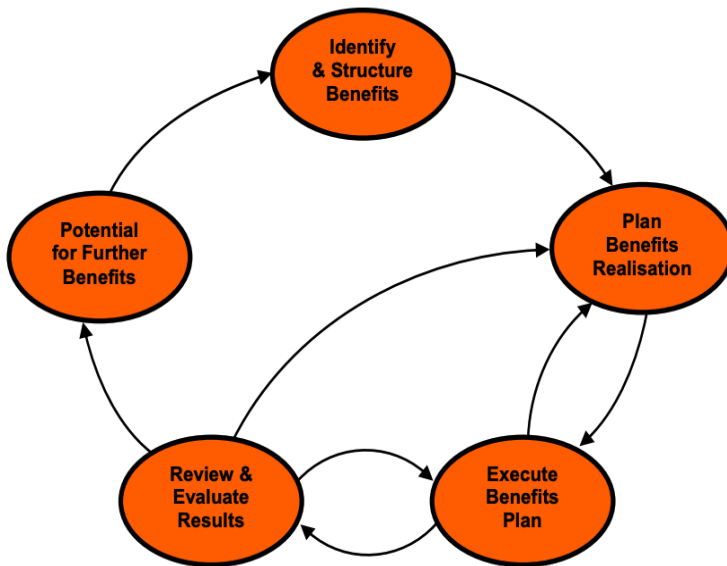 Identify
& Structure
Benefits
Plan
Benefits
Realisation
Execute
Benefits
Plan
Review &
Evaluate
Results
Potential
for Further
Benefits